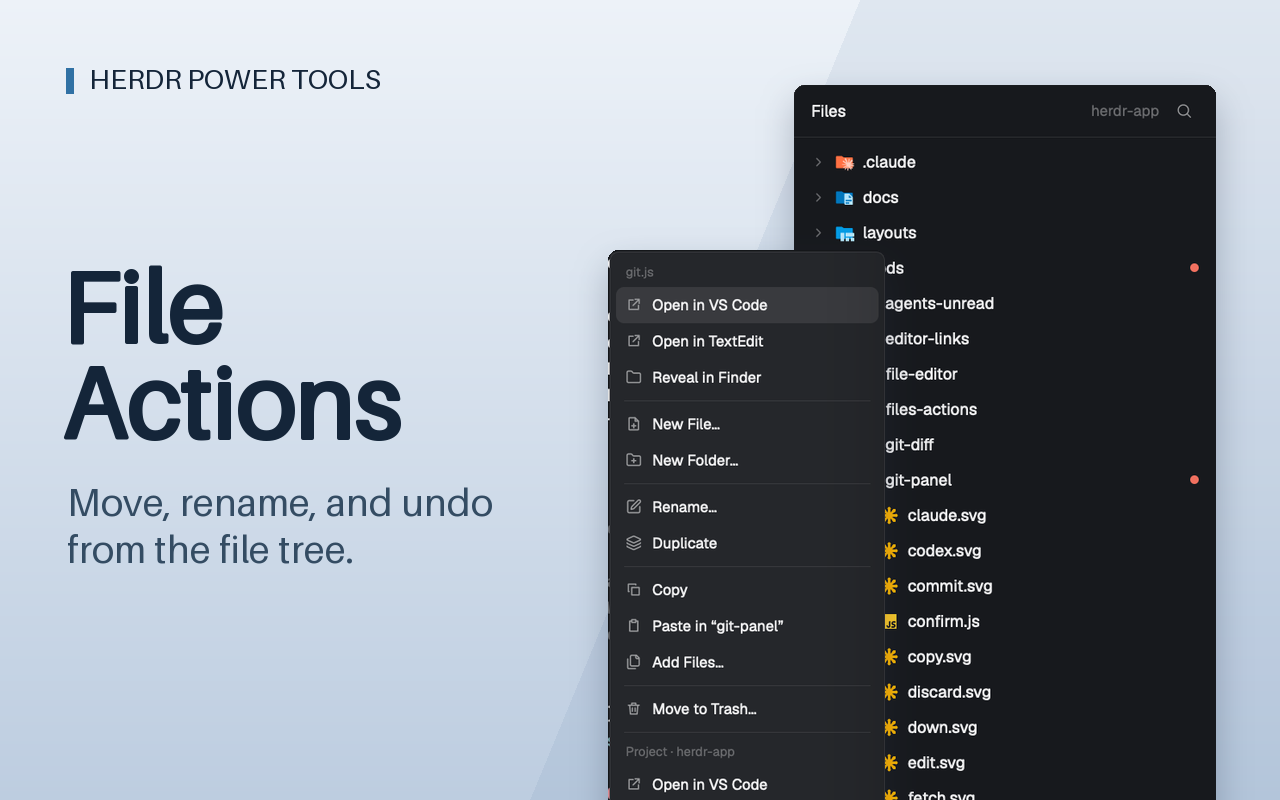 HERDR POWER TOOLS
File
Actions
Move, rename, and undo
from the file tree.
Files
herdr-app
.claude
docs
layouts
ds
agents-unread
editor-links
file-editor
files-actions
git-diff
git-panel
claude.svg
codex.svg
commit.svg
confirm.js
copy.svg
discard.svg
down.svg
edit.svg
fetch.svg
git.js
Open in VS Code
Open in TextEdit
Reveal in Finder
New File…
New Folder…
Rename…
Duplicate
Copy
Paste in “git-panel”
Add Files…
Move to Trash…
Project · herdr-app
Open in VS Code